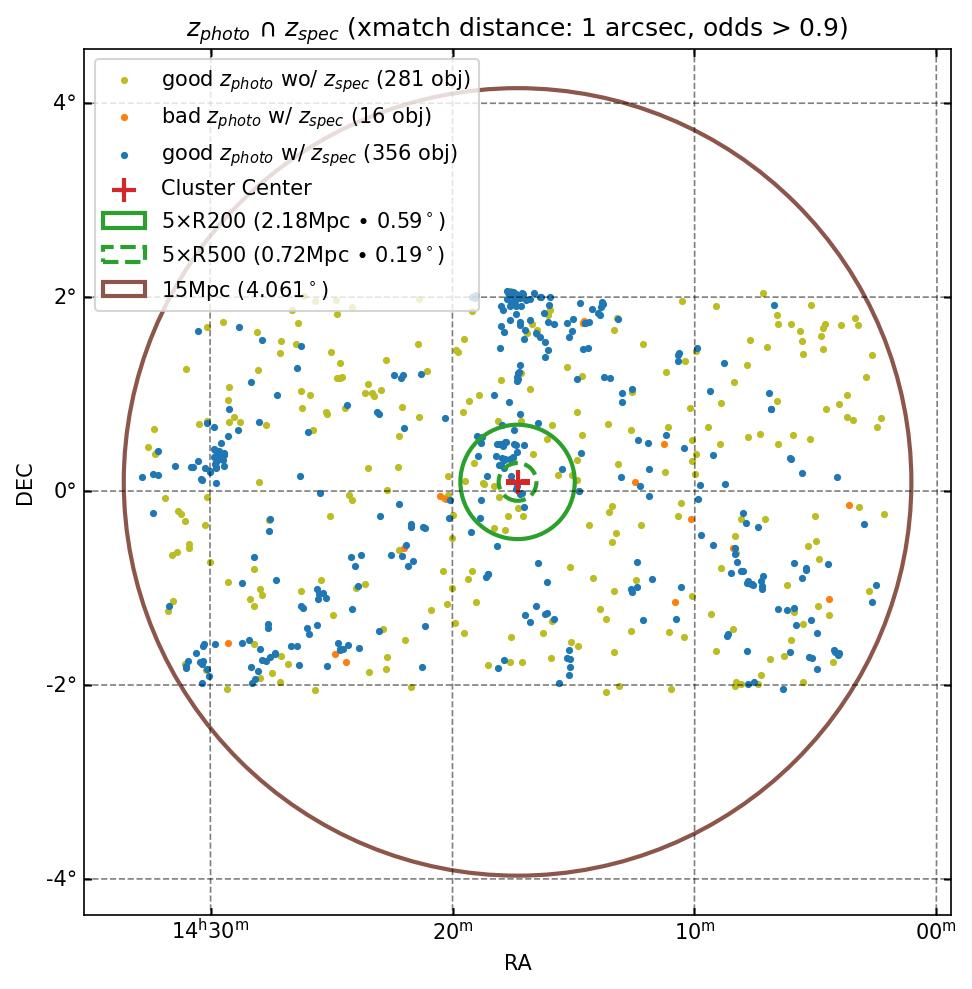 z_photo ∩ z_spec (xmatch distance: 1 arcsec, odds > 0.9)
good z_photo wo/ z_spec (281 obj)
bad z_photo w/ z_spec (16 obj)
good z_photo w/ z_spec (356 obj)
Cluster Center
5×R200 (2.18Mpc • 0.59°)
5×R500 (0.72Mpc • 0.19°)
15Mpc (4.061°)
4°
2°
0°
-2°
-4°
DEC
14ʰ30ᵐ 20ᵐ 10ᵐ 00ᵐ
RA